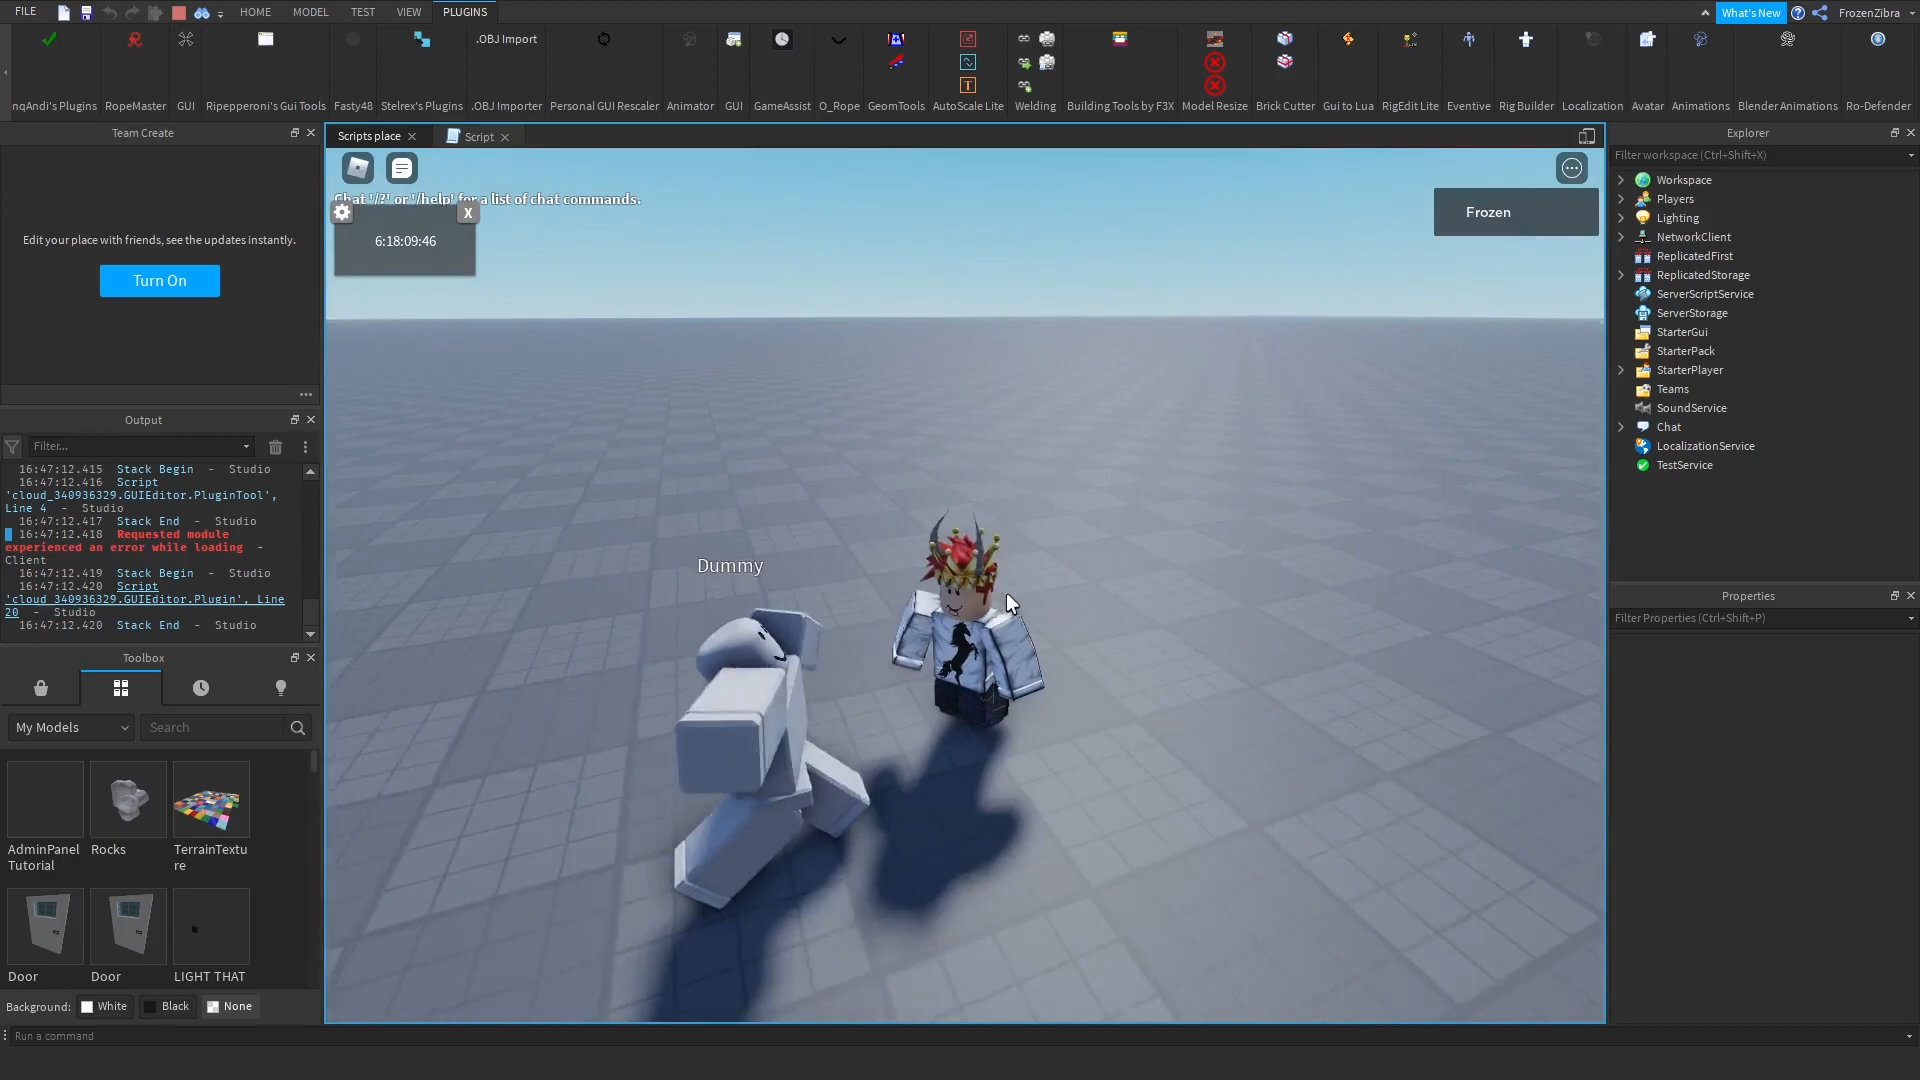 FILE
HOME
MODEL
TEST
VIEW
PLUGINS
What's New
FrozenZibra
nqAndi's Plugins
RopeMaster
GUI
Ripepperoni's Gui Tools
Fasty48
Stelrex's Plugins
.OBJ Import
.OBJ Importer
Personal GUI Rescaler
Animator
GUI
GameAssist
O_Rope
GeomTools
AutoScale Lite
Welding
Building Tools by F3X
Model Resize
Brick Cutter
Gui to Lua
RigEdit Lite
Eventive
Rig Builder
Localization
Avatar
Animations
Blender Animations
Ro-Defender
Team Create
Edit your place with friends, see the updates instantly.
Turn On
Output
Filter...
16:47:12.415 Stack Begin - Studio
16:47:12.416 Script
'cloud_340936329.GUIEditor.PluginTool',
Line 4 - Studio
16:47:12.417 Stack End - Studio
16:47:12.418 Requested module
experienced an error while loading -
Client
16:47:12.419 Stack Begin - Studio
16:47:12.420 Script
'cloud_340936329.GUIEditor.Plugin', Line
20 - Studio
16:47:12.420 Stack End - Studio
Toolbox
My Models
Search
AdminPanel
Tutorial
Rocks
TerrainTextu
re
Door
Door
LIGHT THAT
Background: White Black None
Run a command
Scripts place
Script
Chat '/?' or '/help' for a list of chat commands.
X
6:18:09:46
Frozen
Dummy
Explorer
Filter workspace (Ctrl+Shift+X)
Workspace
Players
Lighting
NetworkClient
ReplicatedFirst
ReplicatedStorage
ServerScriptService
ServerStorage
StarterGui
StarterPack
StarterPlayer
Teams
SoundService
Chat
LocalizationService
TestService
Properties
Filter Properties (Ctrl+Shift+P)